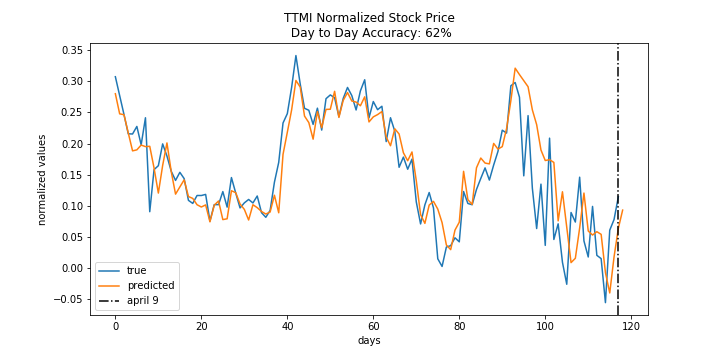 TTMI Normalized Stock Price
Day to Day Accuracy: 62%
normalized values
0.35
0.30
0.25
0.20
0.15
0.10
0.05
0.00
−0.05
true
predicted
april 9
0 20 40 60 80 100 120
days